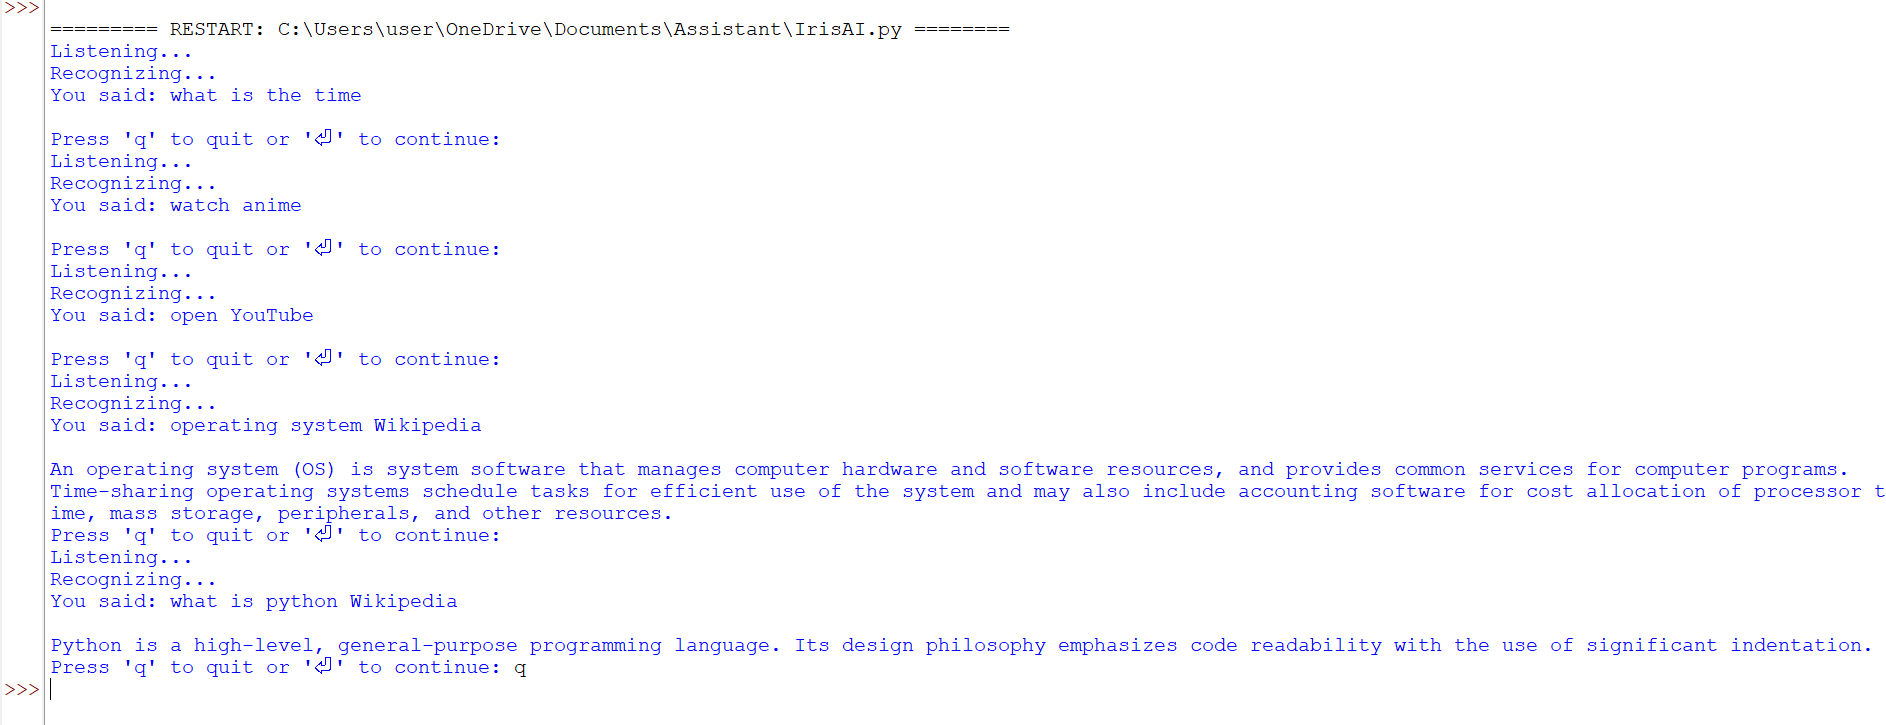 >>>
========= RESTART: C:\Users\user\OneDrive\Documents\Assistant\IrisAI.py ========
Listening...
Recognizing...
You said: what is the time
Press 'q' to quit or '⏎' to continue:
Listening...
Recognizing...
You said: watch anime
Press 'q' to quit or '⏎' to continue:
Listening...
Recognizing...
You said: open YouTube
Press 'q' to quit or '⏎' to continue:
Listening...
Recognizing...
You said: operating system Wikipedia
An operating system (OS) is system software that manages computer hardware and software resources, and provides common services for computer programs.
Time-sharing operating systems schedule tasks for efficient use of the system and may also include accounting software for cost allocation of processor t
ime, mass storage, peripherals, and other resources.
Press 'q' to quit or '⏎' to continue:
Listening...
Recognizing...
You said: what is python Wikipedia
Python is a high-level, general-purpose programming language. Its design philosophy emphasizes code readability with the use of significant indentation.
Press 'q' to quit or '⏎' to continue: q
>>>